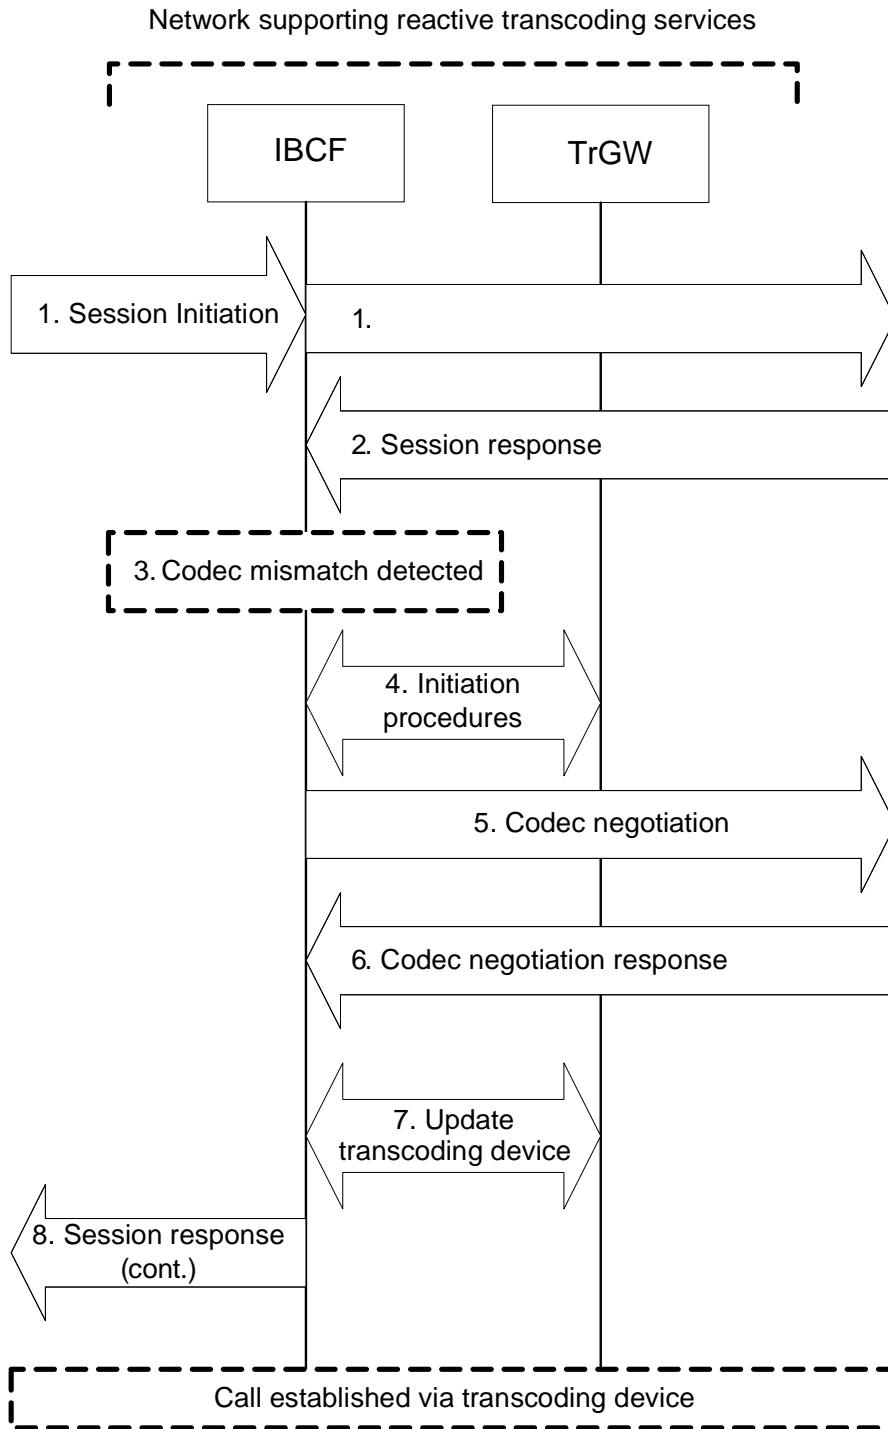 Network supporting reactive transcoding services
IBCF
TrGW
1. Session Initiation
1.
2. Session response
3. Codec mismatch detected
4. Initiation
procedures
5. Codec negotiation
6. Codec negotiation response
7. Update
transcoding device
8. Session response
(cont.)
Call established via transcoding device